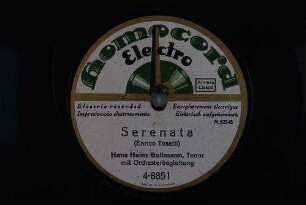 Homocord
Electro
Electric recorded
Impresionado electricamente
Enregistrement électrique
Elektrisch aufgenommen
Serenata
(Enrico Toselli)
Hans Heinz Bollmann, Tenor
mit Orchesterbegleitung
4-8851